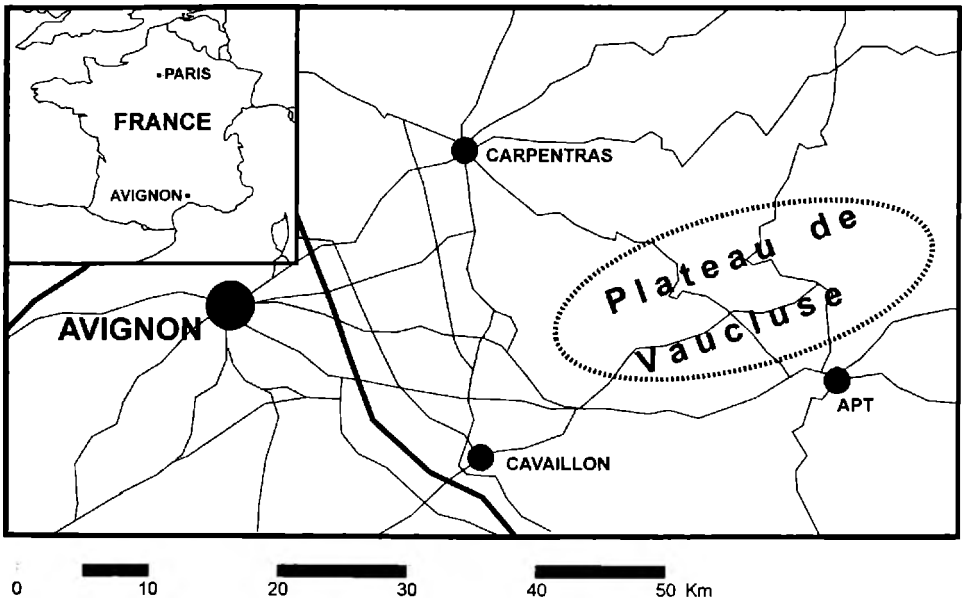 PARIS
FRANCE
AVIGNON
CARPENTRAS
Plateau de
Vaucluse
AVIGNON
APT
CAVAILLON
0 10 20 30 40 50 Km